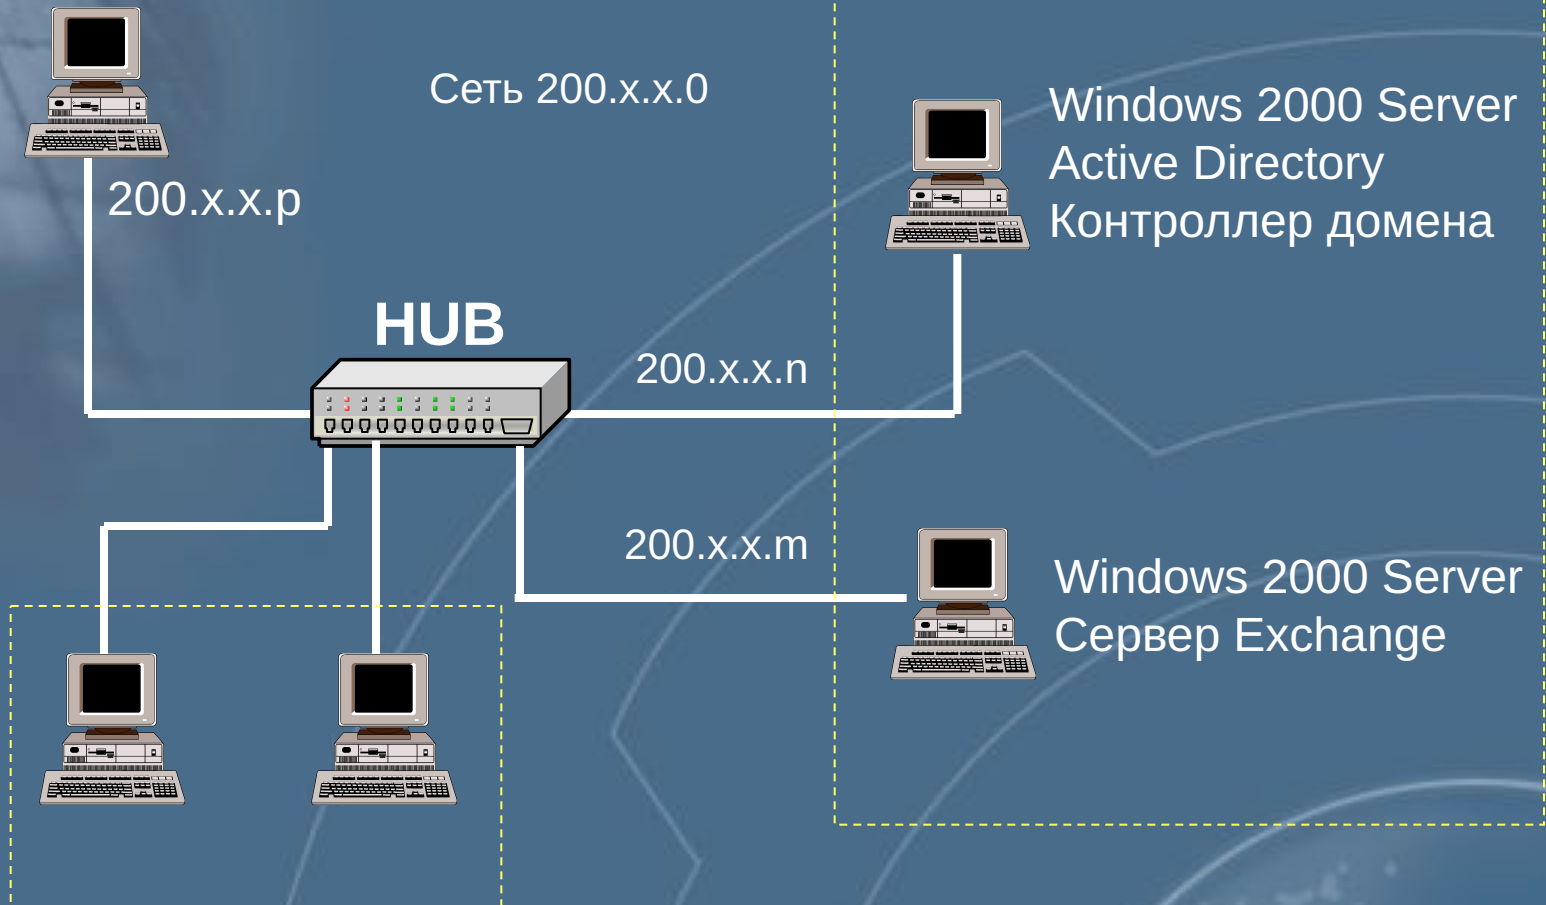 Сеть 200.x.x.0
Windows 2000 Server
Active Directory
Контроллер домена
200.x.x.p
HUB
200.x.x.n
200.x.x.m
Windows 2000 Server
Сервер Exchange